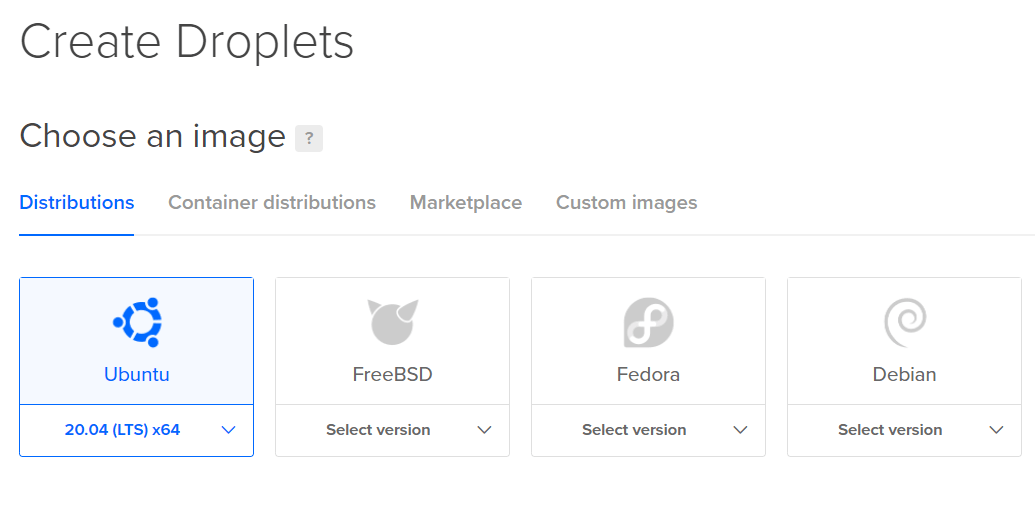 Create Droplets
Choose an image ?
Distributions Container distributions Marketplace Custom images
Ubuntu FreeBSD Fedora Debian
20.04 (LTS) x64 Select version Select version Select version